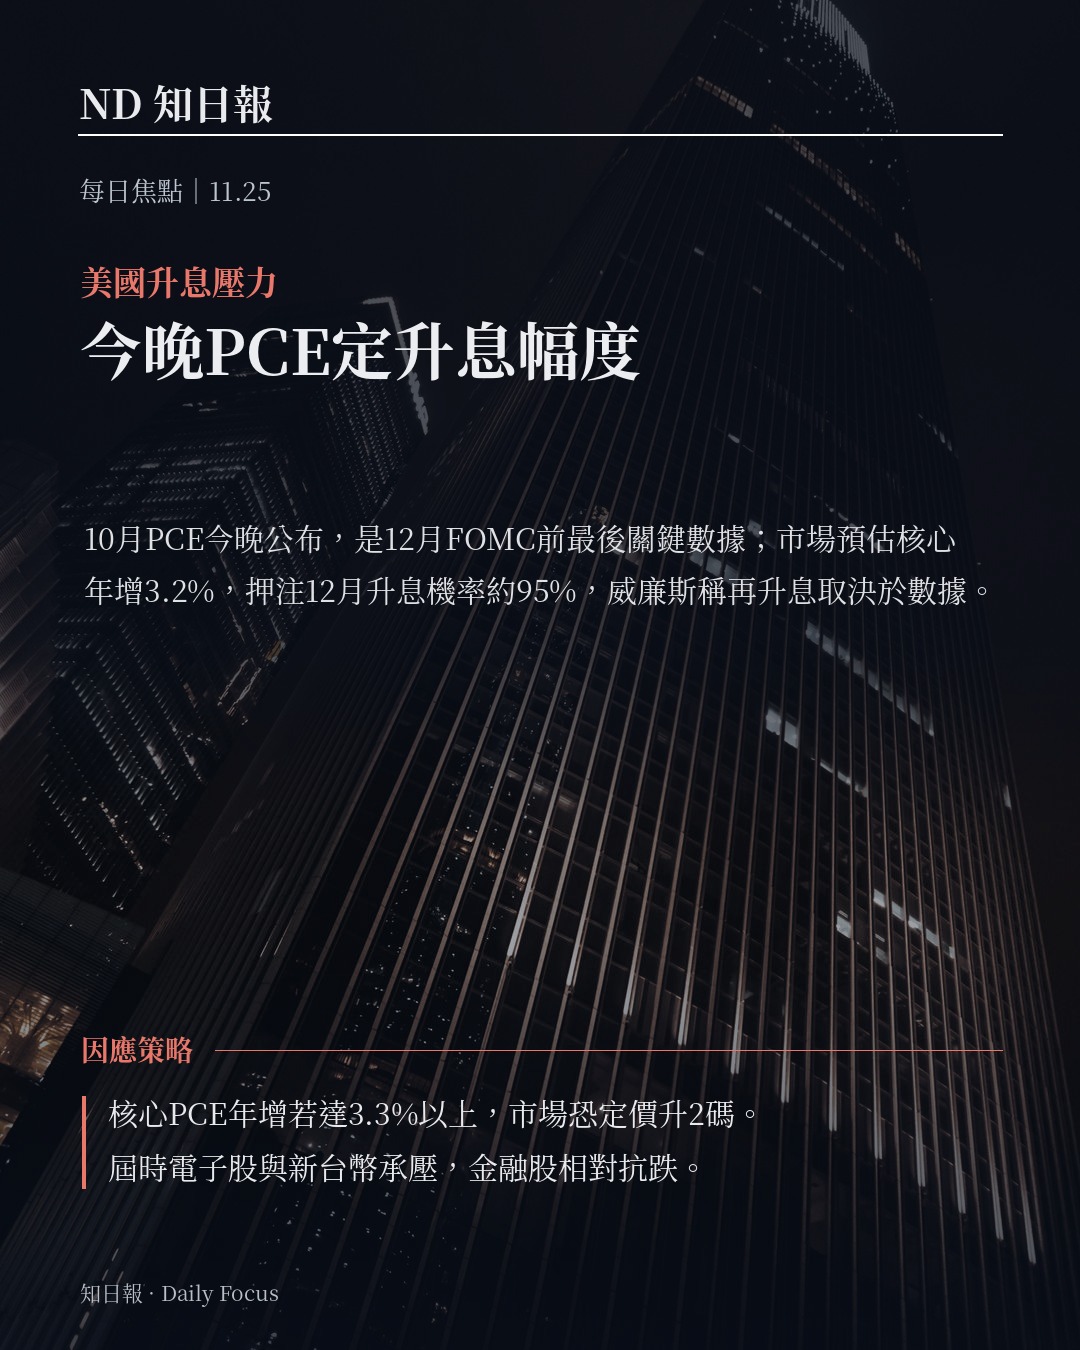 ND 知日報
每日焦點｜11.25
美國升息壓力
今晚PCE定升息幅度
10月PCE今晚公布，是12月FOMC前最後關鍵數據；市場預估核心
年增3.2%，押注12月升息機率約95%，威廉斯稱再升息取決於數據。
因應策略
核心PCE年增若達3.3%以上，市場恐定價升2碼。
屆時電子股與新台幣承壓，金融股相對抗跌。
知日報 · Daily Focus